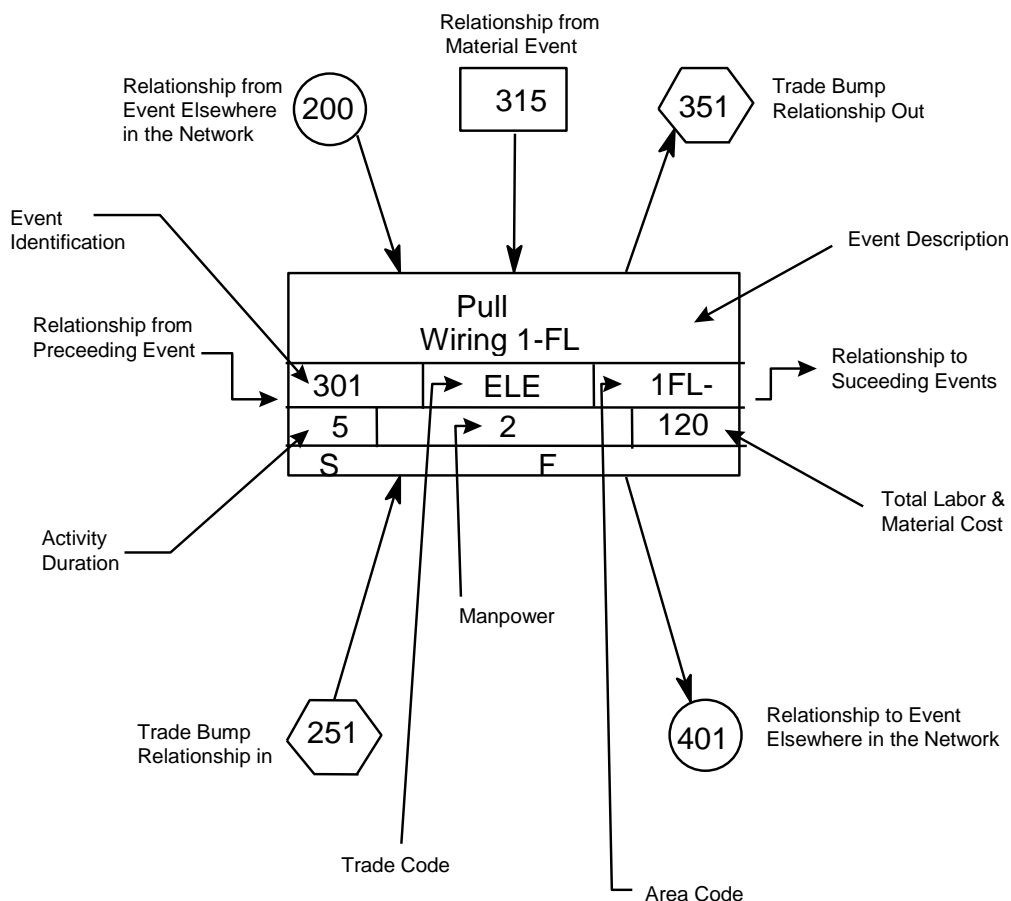 Relationship from
Material Event
315
Relationship from
Event Elsewhere
in the Network
200
351
Trade Bump
Relationship Out
Event
Identification
Event Description
Pull
Wiring 1-FL
Relationship from
Preceeding Event
301
ELE
1FL-
Relationship to
Suceeding Events
5
2
120
S
F
Total Labor &
Material Cost
Activity
Duration
Manpower
Trade Bump
Relationship in
251
401
Relationship to Event
Elsewhere in the Network
Trade Code
Area Code